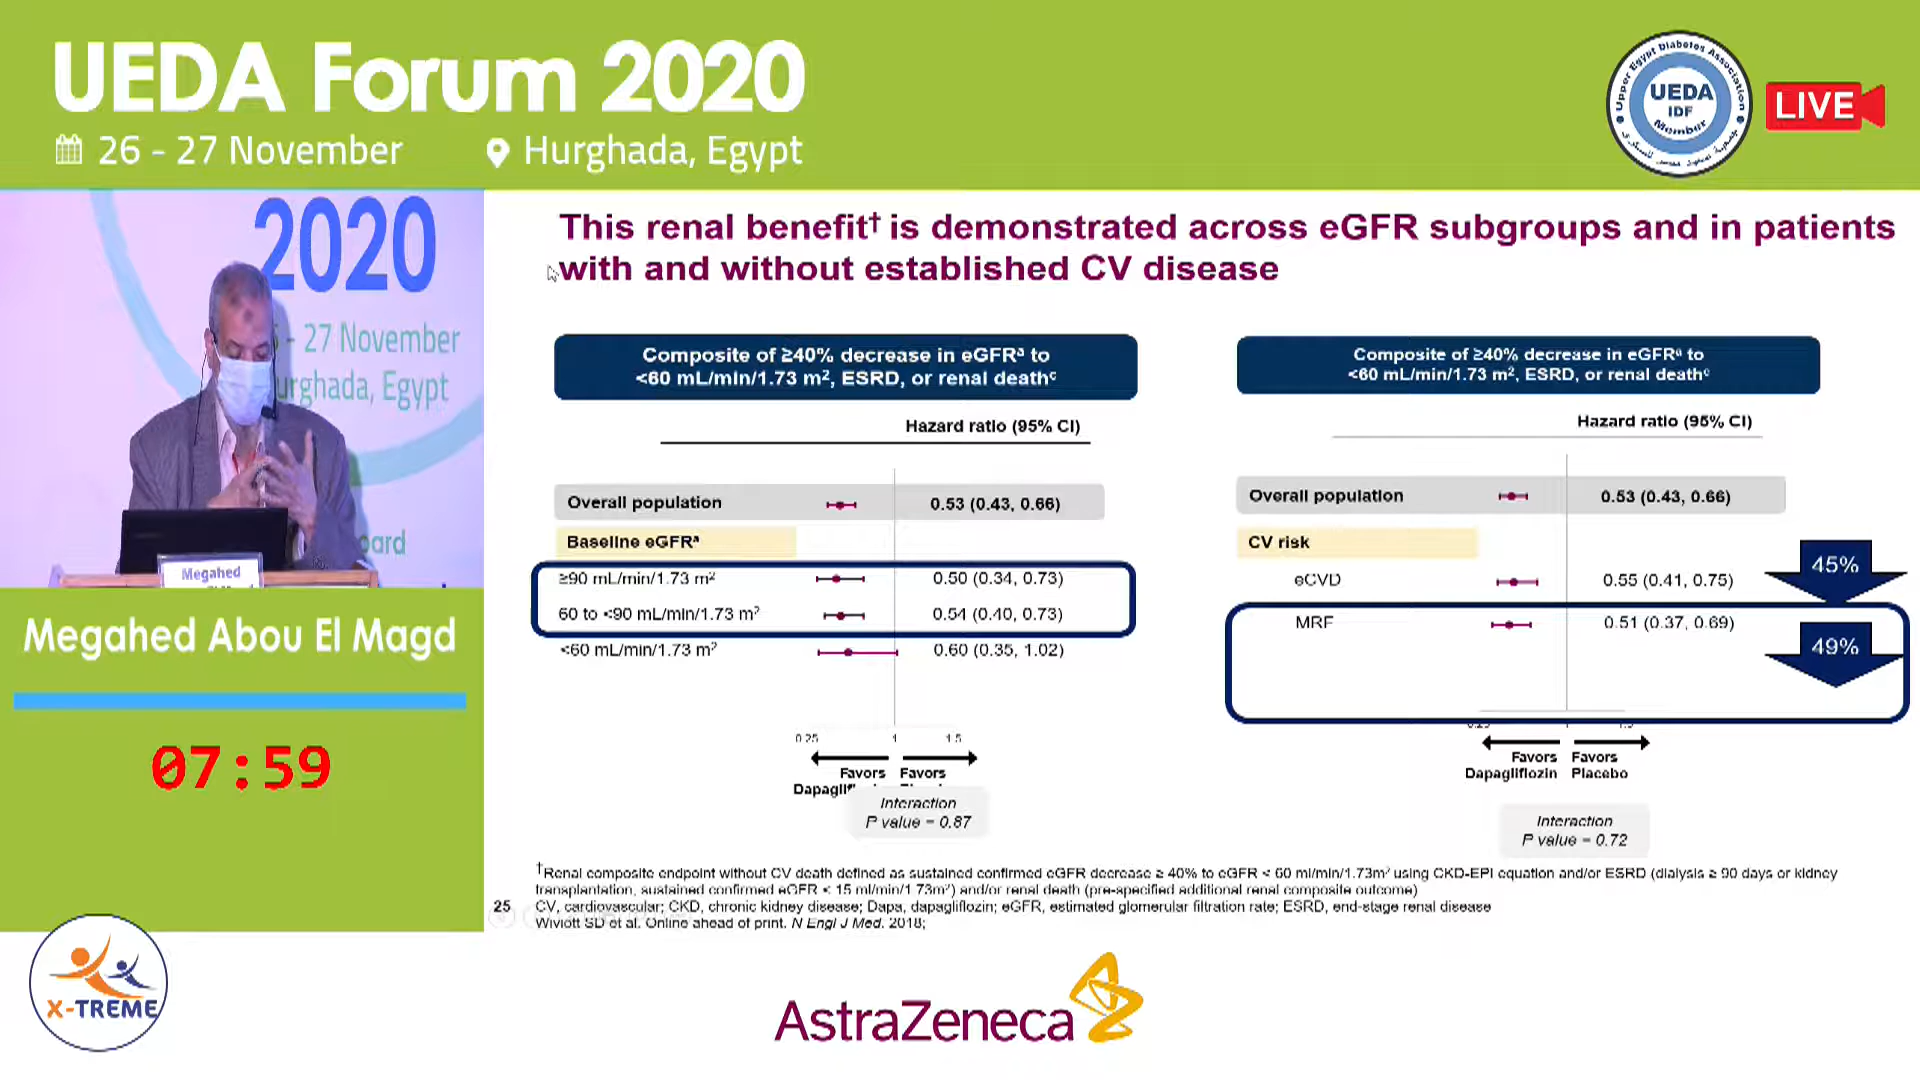 UEDA Forum 2020
26 - 27 November
Hurghada, Egypt
Upper Egypt Diabetes Association
UEDA
IDF
Member
LIVE
2020
- 27 November
urghada, Egypt
oard
Megahed
Megahed Abou El Magd
07:59
This renal benefit† is demonstrated across eGFR subgroups and in patients
with and without established CV disease
Composite of ≥40% decrease in eGFRª to
<60 mL/min/1.73 m², ESRD, or renal deathᶜ
Hazard ratio (95% CI)
Overall population 0.53 (0.43, 0.66)
Baseline eGFRª
≥90 mL/min/1.73 m² 0.50 (0.34, 0.73)
60 to <90 mL/min/1.73 m² 0.54 (0.40, 0.73)
<60 mL/min/1.73 m² 0.60 (0.35, 1.02)
0.25 1 1.5
Favors Favors
Interaction
P value = 0.87
Composite of ≥40% decrease in eGFRª to
<60 mL/min/1.73 m², ESRD, or renal deathᶜ
Hazard ratio (95% CI)
Overall population 0.53 (0.43, 0.66)
CV risk
eCVD 0.55 (0.41, 0.75)
45%
MRF 0.51 (0.37, 0.69)
49%
Favors Favors
Dapagliflozin Placebo
Interaction
P value = 0.72
†Renal composite endpoint without CV death defined as sustained confirmed eGFR decrease ≥ 40% to eGFR < 60 ml/min/1.73m² using CKD-EPI equation and/or ESRD (dialysis ≥ 90 days or kidney
transplantation, sustained confirmed eGFR < 15 ml/min/1.73m²) and/or renal death (pre-specified additional renal composite outcome)
25 CV, cardiovascular; CKD, chronic kidney disease; Dapa, dapagliflozin; eGFR, estimated glomerular filtration rate; ESRD, end-stage renal disease
Wiviott SD et al. Online ahead of print. N Engl J Med. 2018;
X-TREME
AstraZeneca